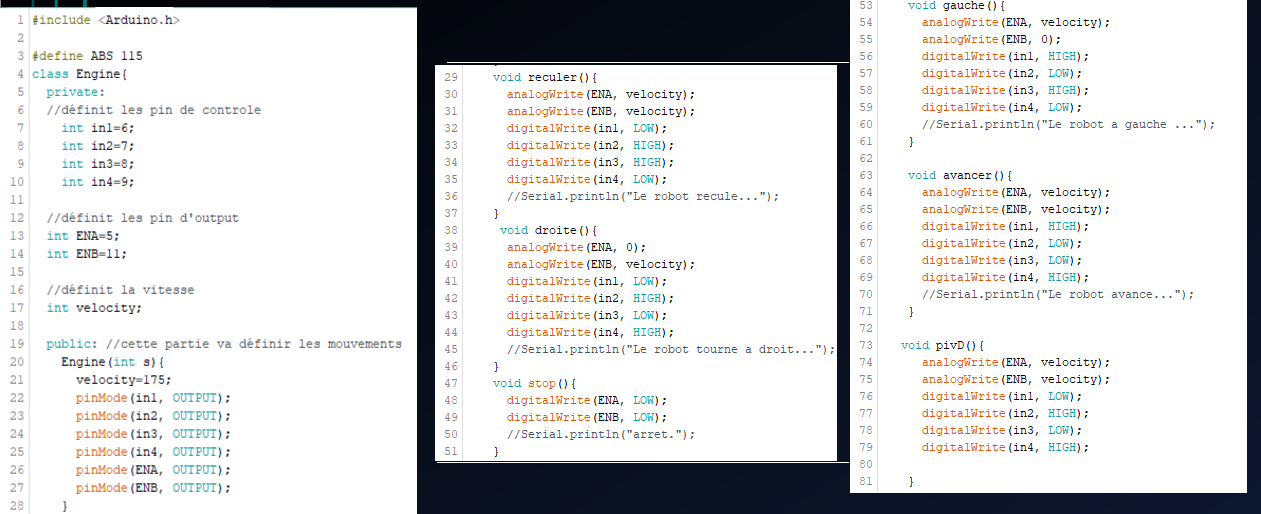 1 #include <Arduino.h>
2
3 #define ABS 115
4 class Engine{
5 private:
6 //définit les pin de controle
7 int in1=6;
8 int in2=7;
9 int in3=8;
10 int in4=9;
11
12 //définit les pin d'output
13 int ENA=5;
14 int ENB=11;
15
16 //définit la vitesse
17 int velocity;
18
19 public: //cette partie va définir les mouvements
20 Engine(int s){
21 velocity=175;
22 pinMode(in1, OUTPUT);
23 pinMode(in2, OUTPUT);
24 pinMode(in3, OUTPUT);
25 pinMode(in4, OUTPUT);
26 pinMode(ENA, OUTPUT);
27 pinMode(ENB, OUTPUT);
28 }
29 void reculer(){
30 analogWrite(ENA, velocity);
31 analogWrite(ENB, velocity);
32 digitalWrite(in1, LOW);
33 digitalWrite(in2, HIGH);
34 digitalWrite(in3, HIGH);
35 digitalWrite(in4, LOW);
36 //Serial.println("Le robot recule...");
37 }
38 void droite(){
39 analogWrite(ENA, 0);
40 analogWrite(ENB, velocity);
41 digitalWrite(in1, LOW);
42 digitalWrite(in2, HIGH);
43 digitalWrite(in3, LOW);
44 digitalWrite(in4, HIGH);
45 //Serial.println("Le robot tourne a droit...");
46 }
47 void stop(){
48 digitalWrite(ENA, LOW);
49 digitalWrite(ENB, LOW);
50 //Serial.println("arret.");
51 }
53 void gauche(){
54 analogWrite(ENA, velocity);
55 analogWrite(ENB, 0);
56 digitalWrite(in1, HIGH);
57 digitalWrite(in2, LOW);
58 digitalWrite(in3, HIGH);
59 digitalWrite(in4, LOW);
60 //Serial.println("Le robot a gauche ...");
61 }
62
63 void avancer(){
64 analogWrite(ENA, velocity);
65 analogWrite(ENB, velocity);
66 digitalWrite(in1, HIGH);
67 digitalWrite(in2, LOW);
68 digitalWrite(in3, LOW);
69 digitalWrite(in4, HIGH);
70 //Serial.println("Le robot avance...");
71 }
72
73 void pivD(){
74 analogWrite(ENA, velocity);
75 analogWrite(ENB, velocity);
76 digitalWrite(in1, LOW);
77 digitalWrite(in2, HIGH);
78 digitalWrite(in3, LOW);
79 digitalWrite(in4, HIGH);
80
81 }